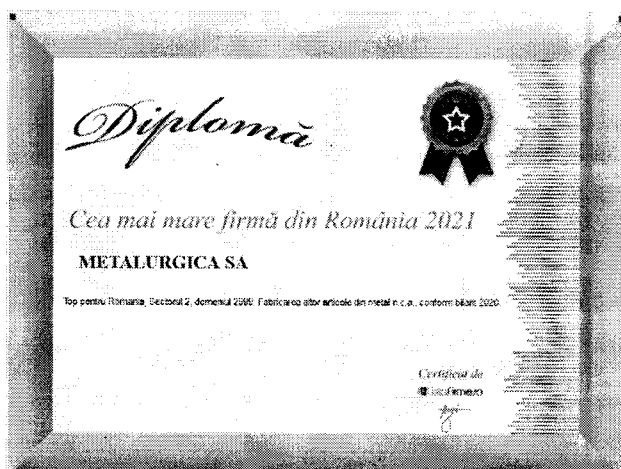 Diplomă
Cea mai mare firmă din România 2021
METALURGICA SA
Top pentru Romania, Sectorul 2, domeniul 2599: Fabricarea altor articole din metal n.c.a., conform bilant 2020.
Certificat de